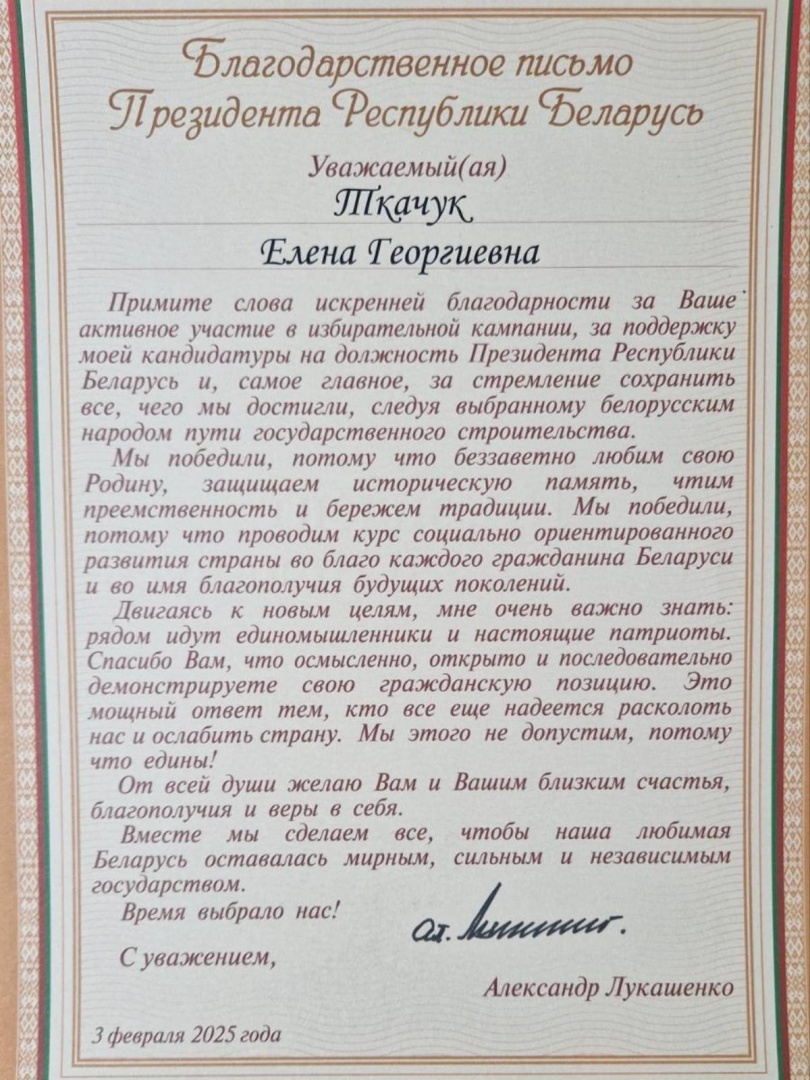 Благодарственное письмо
Президента Республики Беларусь
Уважаемый(ая)
Ткачук
Елена Георгиевна
Примите слова искренней благодарности за Ваше
активное участие в избирательной кампании, за поддержку
моей кандидатуры на должность Президента Республики
Беларусь и, самое главное, за стремление сохранить
все, чего мы достигли, следуя выбранному белорусским
народом пути государственного строительства.
Мы победили, потому что беззаветно любим свою
Родину, защищаем историческую память, чтим
преемственность и бережем традиции. Мы победили,
потому что проводим курс социально ориентированного
развития страны во благо каждого гражданина Беларуси
и во имя благополучия будущих поколений.
Двигаясь к новым целям, мне очень важно знать:
рядом идут единомышленники и настоящие патриоты.
Спасибо Вам, что осмысленно, открыто и последовательно
демонстрируете свою гражданскую позицию. Это
мощный ответ тем, кто все еще надеется расколоть
нас и ослабить страну. Мы этого не допустим, потому
что едины!
От всей души желаю Вам и Вашим близким счастья,
благополучия и веры в себя.
Вместе мы сделаем все, чтобы наша любимая
Беларусь оставалась мирным, сильным и независимым
государством.
Время выбрало нас!
С уважением,
Александр Лукашенко
3 февраля 2025 года